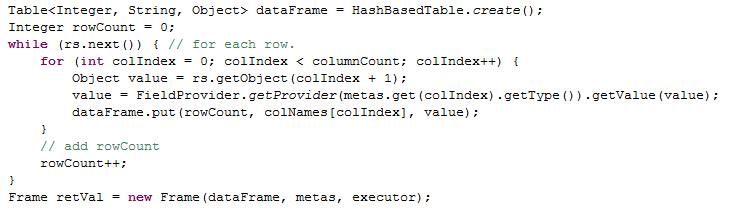 Table<Integer, String, Object> dataFrame = HashBasedTable.create();
Integer rowCount = 0;
while (rs.next()) { // for each row.
    for (int colIndex = 0; colIndex < columnCount; colIndex++) {
        Object value = rs.getObject(colIndex + 1);
        value = FieldProvider.getProvider(metas.get(colIndex).getType()).getValue(value);
        dataFrame.put(rowCount, colNames[colIndex], value);
    }
    // add rowCount
    rowCount++;
}
Frame retVal = new Frame(dataFrame, metas, executor);